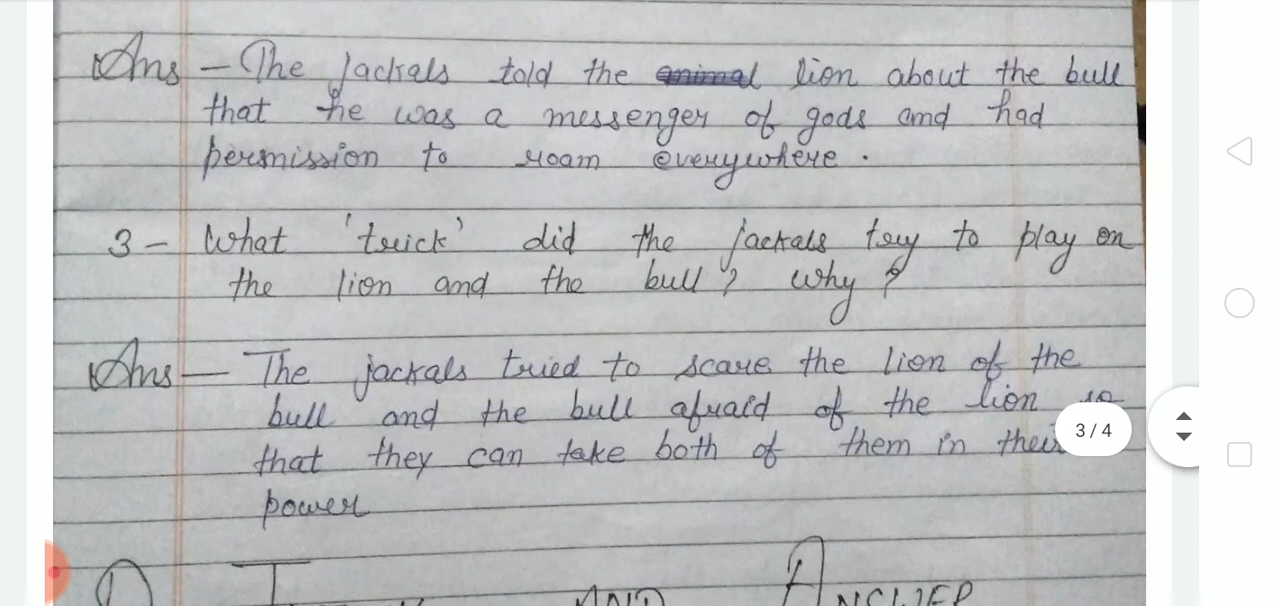 Ans - The jackals told the animal lion about the bull
that he was a messenger of gods and had
permission to roam everywhere.
3 - What 'trick' did the jackals try to play on
the lion and the bull? Why?
Ans - The jackals tried to scare the lion of the
bull and the bull afraid of the lion so
that they can take both of them in their
power
3/4
AND ANSWER